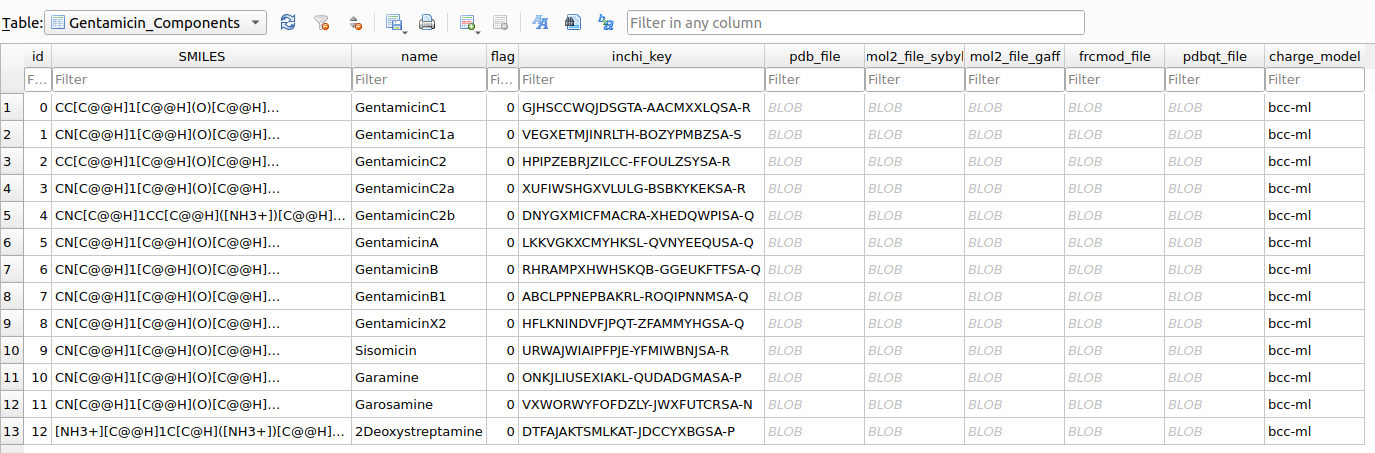 Table: Gentamicin_Components Filter in any column
id SMILES name flag inchi_key pdb_file mol2_file_sybyl mol2_file_gaff frcmod_file pdbqt_file charge_model
F... Filter Filter Fi... Filter Filter Filter Filter Filter Filter Filter
1 0 CC[C@@H]1[C@@H](O)[C@@H]... GentamicinC1 0 GJHSCCWQJDSGTA-AACMXXLQSA-R BLOB BLOB BLOB BLOB BLOB bcc-ml
2 1 CN[C@@H]1[C@@H](O)[C@@H]... GentamicinC1a 0 VEGXETMJINRLTH-BOZYPMBZSA-S BLOB BLOB BLOB BLOB BLOB bcc-ml
3 2 CC[C@@H]1[C@@H](O)[C@@H]... GentamicinC2 0 HPIPZEBRJZILCC-FFOULZSYSA-R BLOB BLOB BLOB BLOB BLOB bcc-ml
4 3 CN[C@@H]1[C@@H](O)[C@@H]... GentamicinC2a 0 XUFIWSHGXVLULG-BSBKYKEKSA-R BLOB BLOB BLOB BLOB BLOB bcc-ml
5 4 CNC[C@@H]1CC[C@@H]([NH3+])[C@@H]... GentamicinC2b 0 DNYGXMICFMACRA-XHEDQWPISA-Q BLOB BLOB BLOB BLOB BLOB bcc-ml
6 5 CN[C@@H]1[C@@H](O)[C@@H]... GentamicinA 0 LKKVGKXCMYHKSL-QVNYEEQUSA-Q BLOB BLOB BLOB BLOB BLOB bcc-ml
7 6 CN[C@@H]1[C@@H](O)[C@@H]... GentamicinB 0 RHRAMPXHWHSKQB-GGEUKFTFSA-Q BLOB BLOB BLOB BLOB BLOB bcc-ml
8 7 CN[C@@H]1[C@@H](O)[C@@H]... GentamicinB1 0 ABCLPPNEPBAKRL-ROQIPNNMSA-Q BLOB BLOB BLOB BLOB BLOB bcc-ml
9 8 CN[C@@H]1[C@@H](O)[C@@H]... GentamicinX2 0 HFLKNINDVFJPQT-ZFAMMYHGSA-Q BLOB BLOB BLOB BLOB BLOB bcc-ml
10 9 CN[C@@H]1[C@@H](O)[C@@H]... Sisomicin 0 URWAJWIAIPFPJE-YFMIWBNJSA-R BLOB BLOB BLOB BLOB BLOB bcc-ml
11 10 CN[C@@H]1[C@@H](O)[C@@H]... Garamine 0 ONKJLIUSEXIAKL-QUDADGMASA-P BLOB BLOB BLOB BLOB BLOB bcc-ml
12 11 CN[C@@H]1[C@@H](O)[C@@H]... Garosamine 0 VXWORWYFOFDZLY-JWXFUTCRSA-N BLOB BLOB BLOB BLOB BLOB bcc-ml
13 12 [NH3+][C@@H]1C[C@H]([NH3+])[C@@H]... 2Deoxystreptamine 0 DTFAJAKTSMLKAT-JDCCYXBGSA-P BLOB BLOB BLOB BLOB BLOB bcc-ml